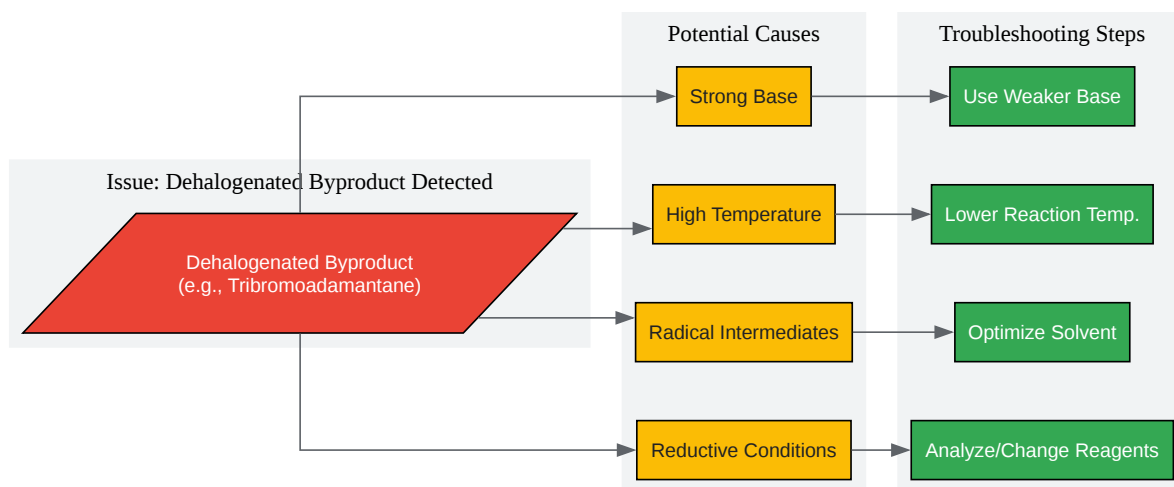 Potential Causes
Troubleshooting Steps
Strong Base
Use Weaker Base
Issue: Dehalogenated Byproduct Detected
High Temperature
Lower Reaction Temp.
Dehalogenated Byproduct
(e.g., Tribromoadamantane)
Radical Intermediates
Optimize Solvent
Reductive Conditions
Analyze/Change Reagents